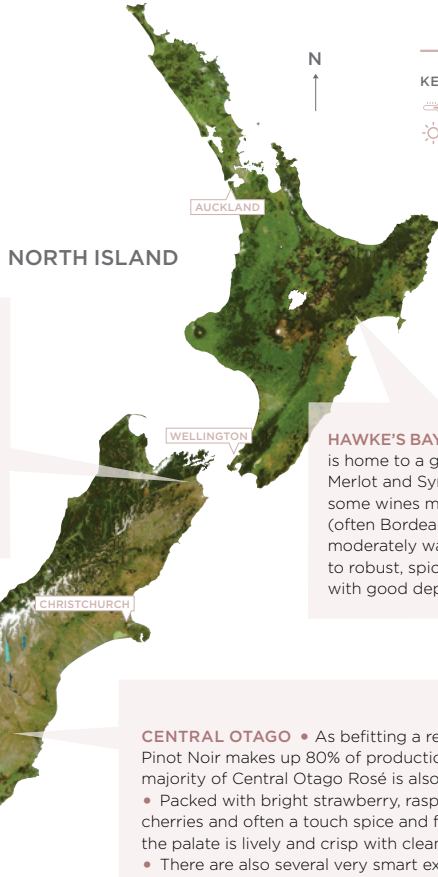 N
KE
AUCKLAND
NORTH ISLAND
WELLINGTON
HAWKE'S BAY
is home to a g
Merlot and Syr
some wines m
(often Bordea
moderately wa
to robust, spic
with good dep
CHRISTCHURCH
CENTRAL OTAGO • As befitting a re
Pinot Noir makes up 80% of productio
majority of Central Otago Rosé is also
• Packed with bright strawberry, rasp
cherries and often a touch spice and f
the palate is lively and crisp with clear
• There are also several very smart ex